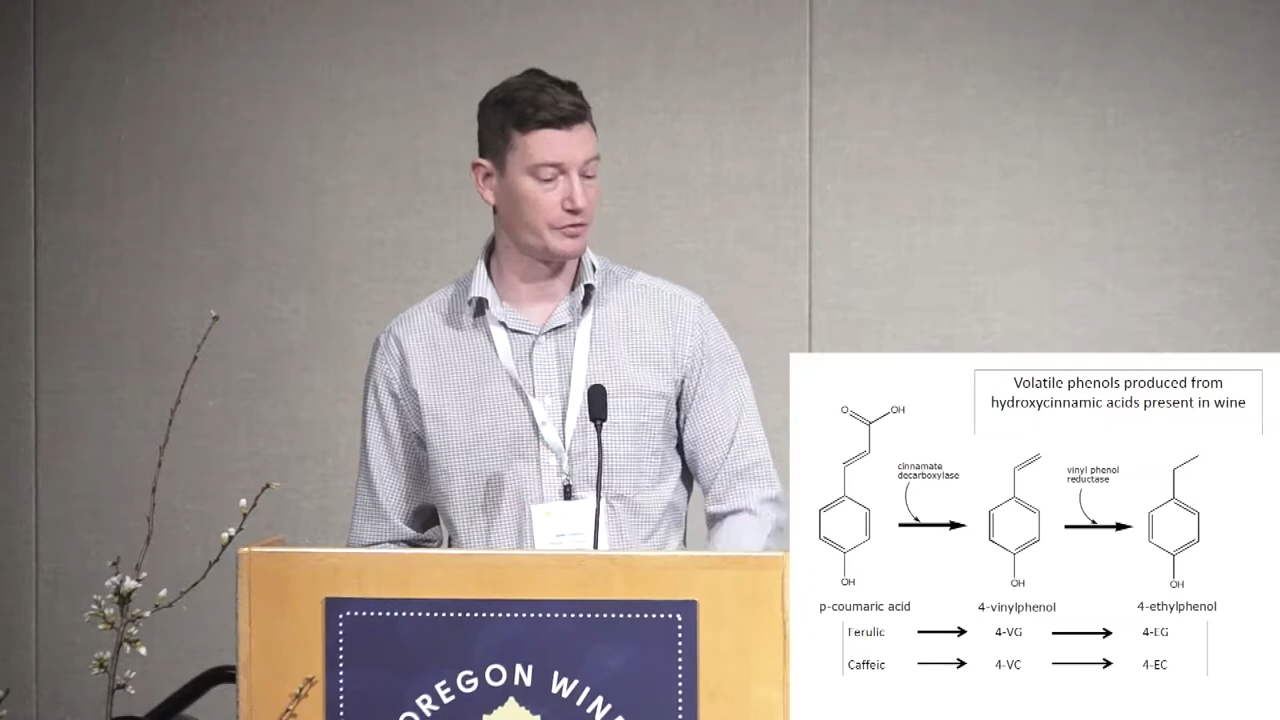 Volatile phenols produced from
hydroxycinnamic acids present in wine
O
OH
cinnamate
decarboxylase
vinyl phenol
reductase
OH
OH
OH
p-coumaric acid
4-vinylphenol
4-ethylphenol
Ferulic 4-VG 4-EG
Caffeic 4-VC 4-EC
OREGON WINE